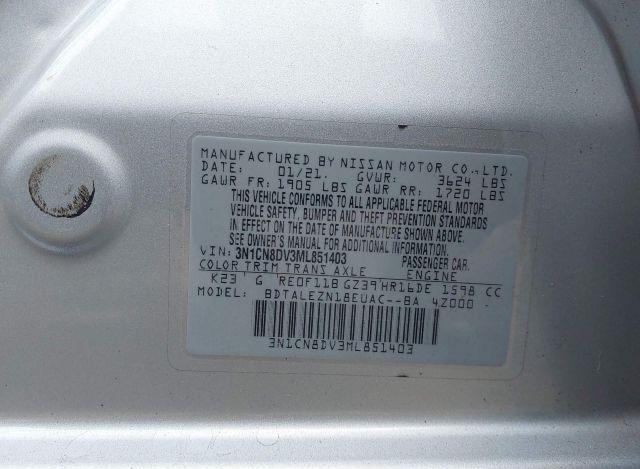 MANUFACTURED BY NISSAN MOTOR CO., LTD.
DATE: 01/21. GVWR: 3624 LBS
GAWR FR: 1905 LBS GAWR RR: 1720 LBS
THIS VEHICLE CONFORMS TO ALL APPLICABLE FEDERAL MOTOR
VEHICLE SAFETY, BUMPER AND THEFT PREVENTION STANDARDS
IN EFFECT ON THE DATE OF MANUFACTURE SHOWN ABOVE.
SEE OWNER'S MANUAL FOR ADDITIONAL INFORMATION
VIN: 3N1CN8DV3ML851403 PASSENGER CAR.
COLOR TRIM TRANS AXLE ENGINE
K23 G RE0F11B GZ39 HR16DE 1598 CC
MODEL: BDTALEZN18EUAC--BA 4Z000 -
3N1CN8DV3ML851403